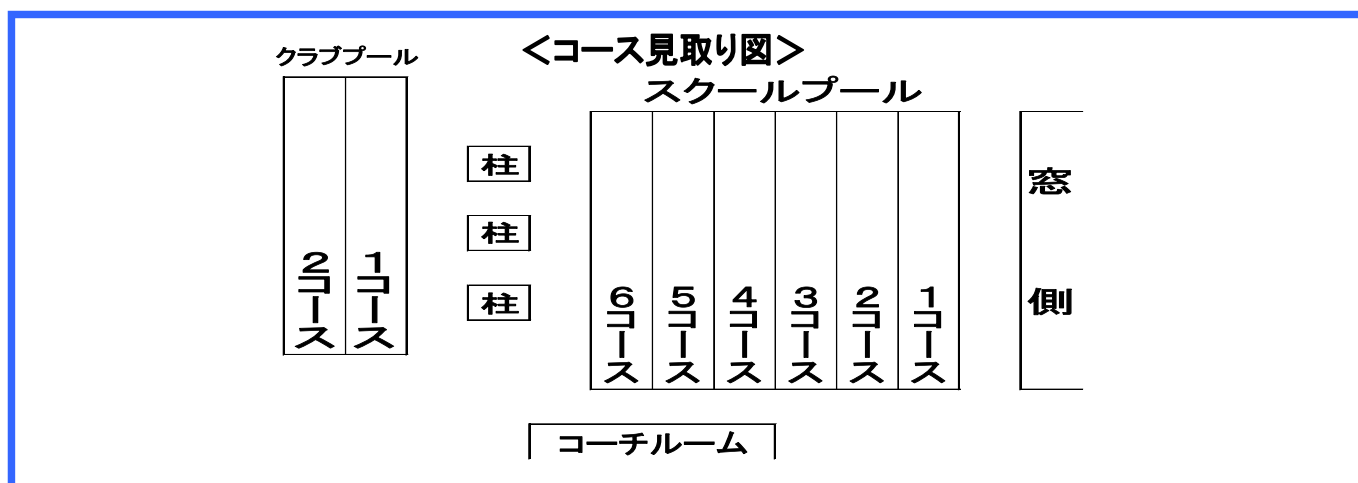 <コース見取り図>
クラブプール
スクールプール
2コース
1コース
柱
柱
柱
6コース
5コース
4コース
3コース
2コース
1コース
窓側
コーチルーム